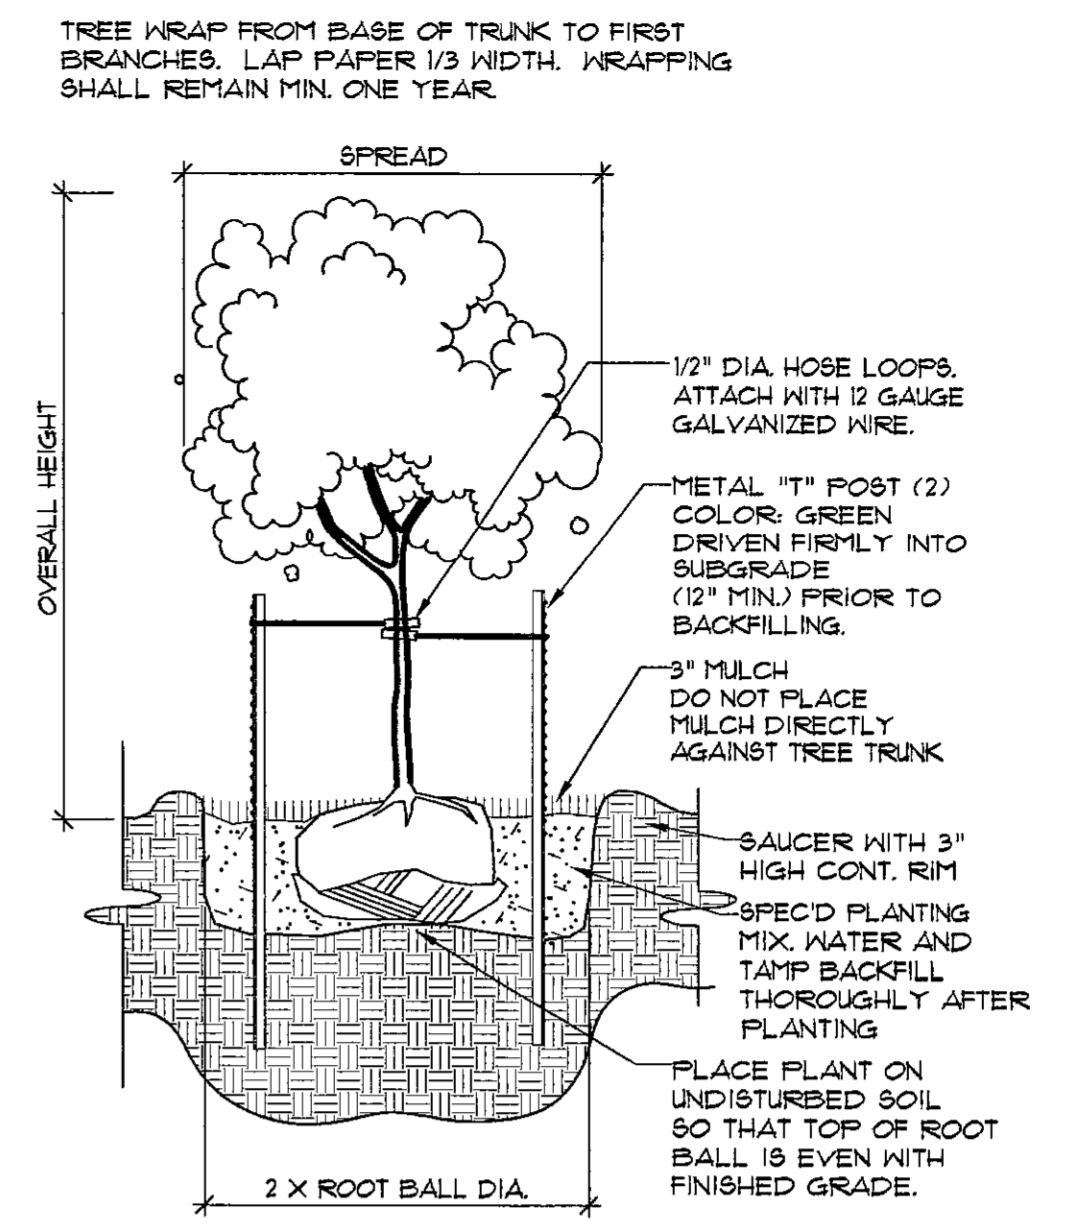 TREE WRAP FROM BASE OF TRUNK TO FIRST
BRANCHES. LAP PAPER 1/3 WIDTH. WRAPPING
SHALL REMAIN MIN. ONE YEAR
SPREAD
OVERALL HEIGHT
1/2" DIA. HOSE LOOPS.
ATTACH WITH 12 GAUGE
GALVANIZED WIRE.
METAL "T" POST (2)
COLOR: GREEN
DRIVEN FIRMLY INTO
SUBGRADE
(12" MIN.) PRIOR TO
BACKFILLING.
3" MULCH
DO NOT PLACE
MULCH DIRECTLY
AGAINST TREE TRUNK
SAUCER WITH 3"
HIGH CONT. RIM
SPEC'D PLANTING
MIX. WATER AND
TAMP BACKFILL
THOROUGHLY AFTER
PLANTING
PLACE PLANT ON
UNDISTURBED SOIL
SO THAT TOP OF ROOT
BALL IS EVEN WITH
FINISHED GRADE.
2 X ROOT BALL DIA.